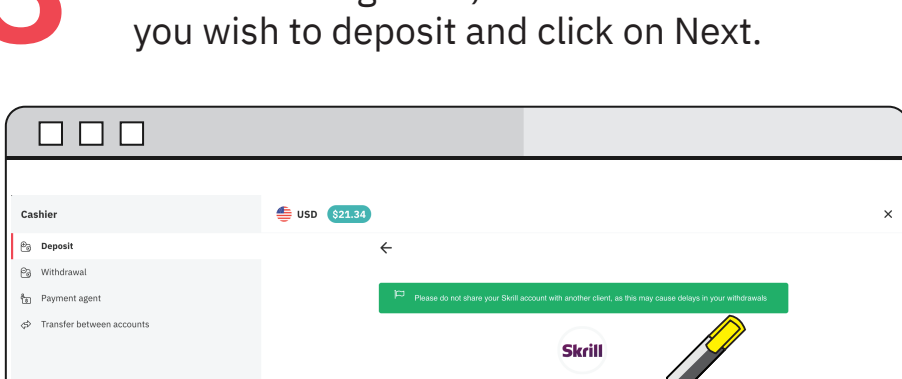 you wish to deposit and click on Next.
Cashier
USD $21.34
Deposit
Withdrawal
Payment agent
Transfer between accounts
Please do not share your Skrill account with another client, as this may cause delays in your withdrawals
Skrill